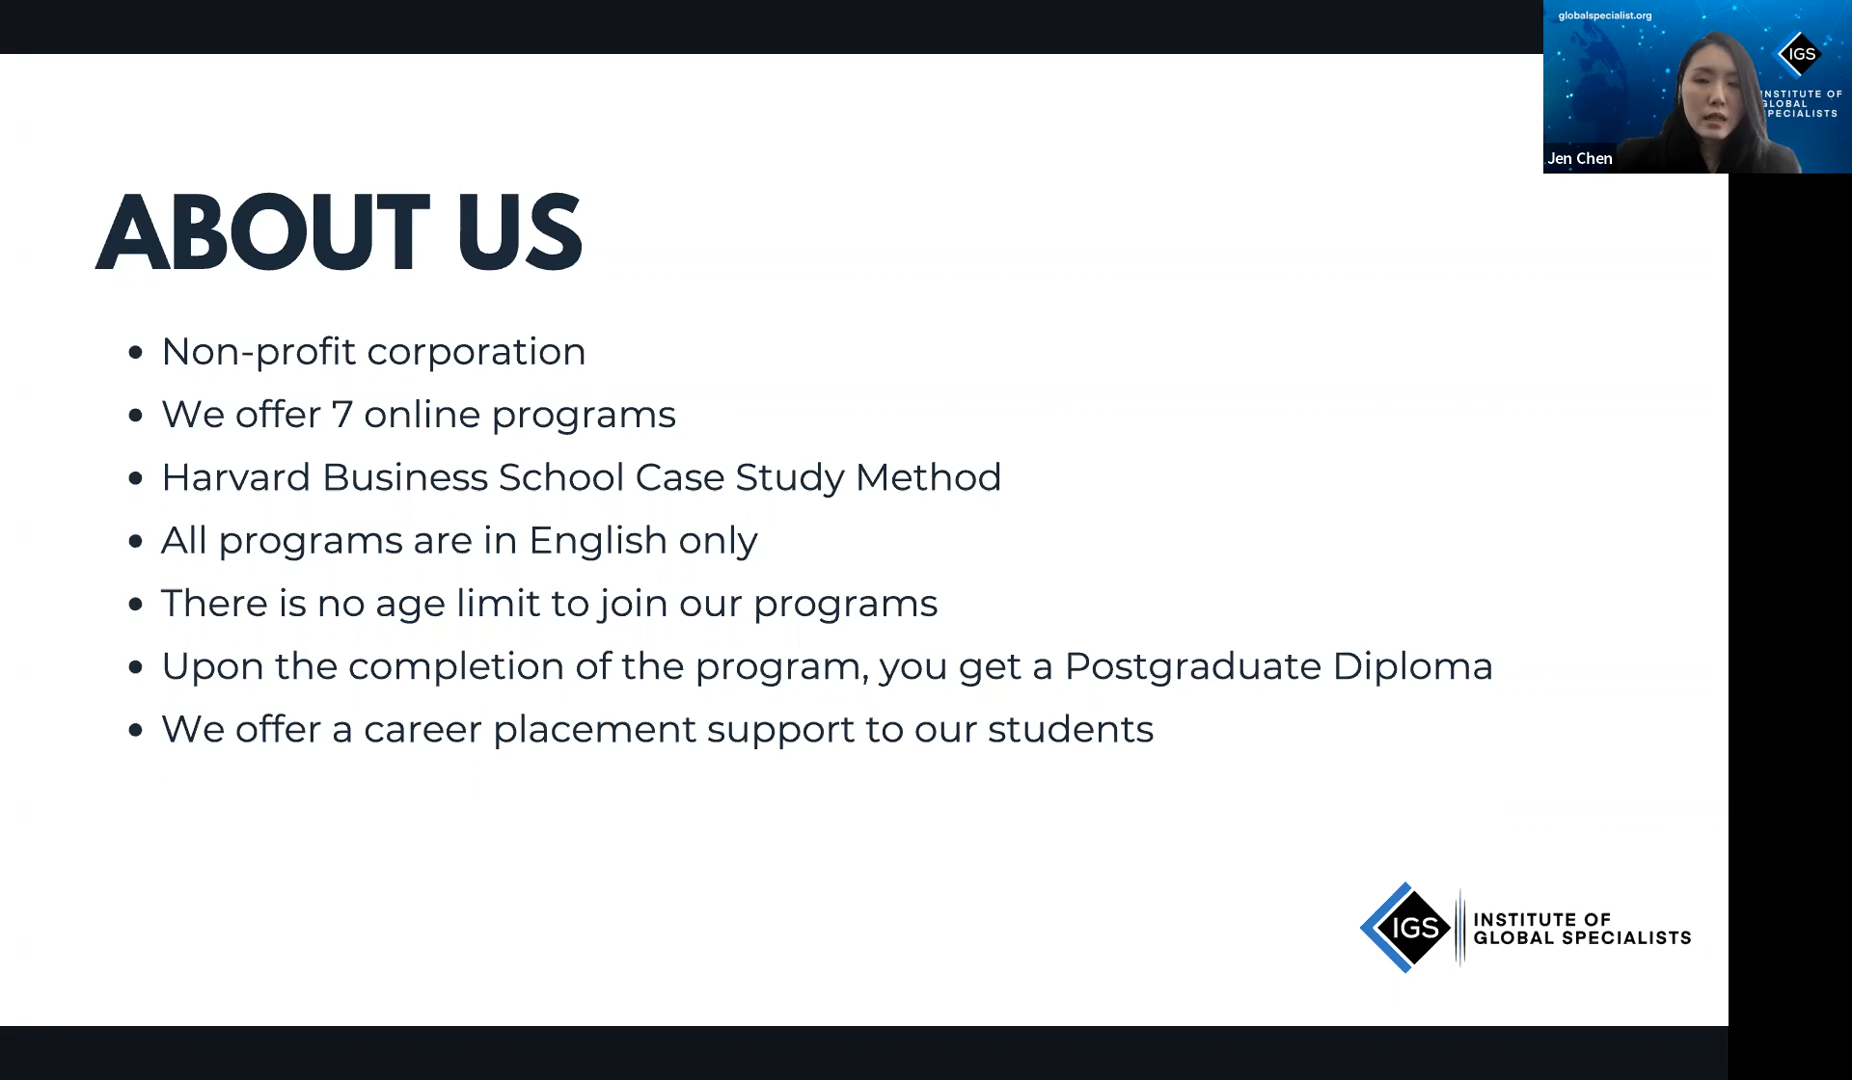 globalspecialist.org
IGS
INSTITUTE OF
GLOBAL
SPECIALISTS
Jen Chen
ABOUT US
• Non-profit corporation
• We offer 7 online programs
• Harvard Business School Case Study Method
• All programs are in English only
• There is no age limit to join our programs
• Upon the completion of the program, you get a Postgraduate Diploma
• We offer a career placement support to our students
IGS
INSTITUTE OF
GLOBAL SPECIALISTS